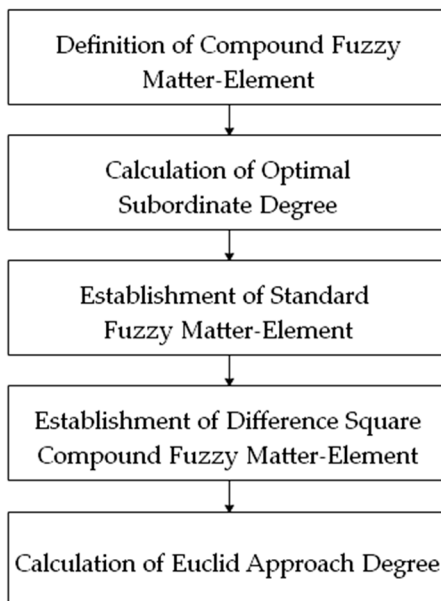 Definition of Compound Fuzzy
Matter-Element
Calculation of Optimal
Subordinate Degree
Establishment of Standard
Fuzzy Matter-Element
Establishment of Difference Square
Compound Fuzzy Matter-Element
Calculation of Euclid Approach Degree